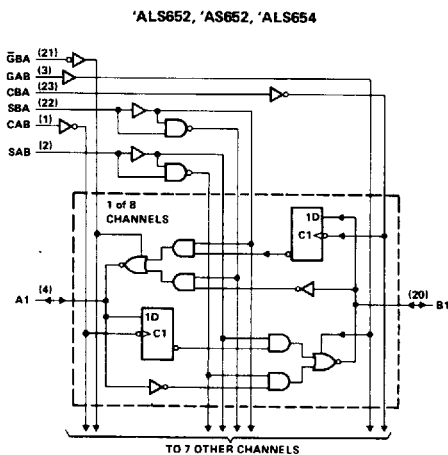 'ALS652, 'AS652, 'ALS654
G̅BA (21)
GAB (3)
CBA (23)
SBA (22)
CAB (1)
SAB (2)
1 of 8
CHANNELS
1D
C1
A1 (4)
(20) B1
1D
C1
TO 7 OTHER CHANNELS